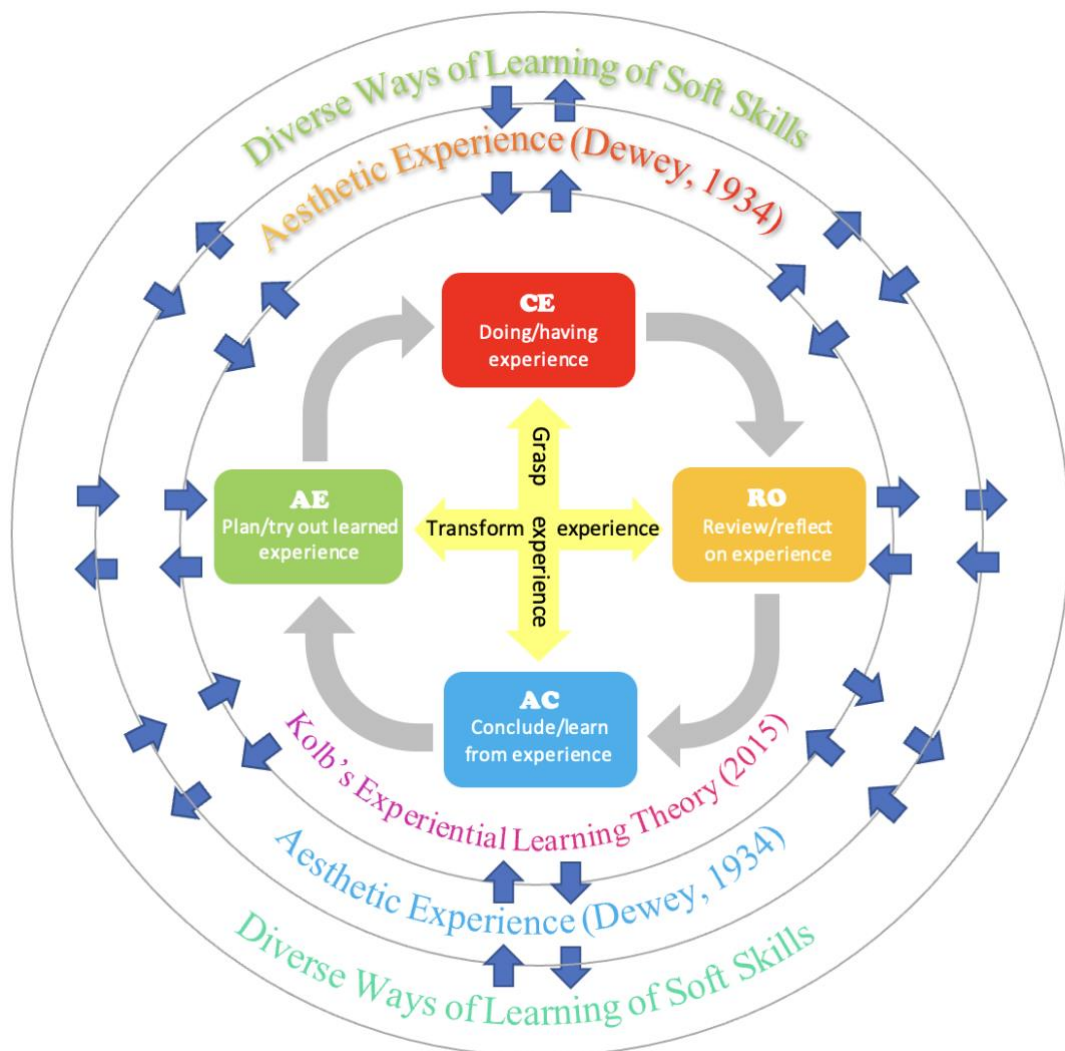 Diverse Ways of Learning of Soft Skills
Aesthetic Experience (Dewey, 1934)
CE
Doing/having
experience
AE
Plan/try out learned
experience
Grasp experience
Transform experience
RO
Review/reflect
on experience
AC
Conclude/learn
from experience
Kolb's Experiential Learning Theory (2015)
Aesthetic Experience (Dewey, 1934)
Diverse Ways of Learning of Soft Skills